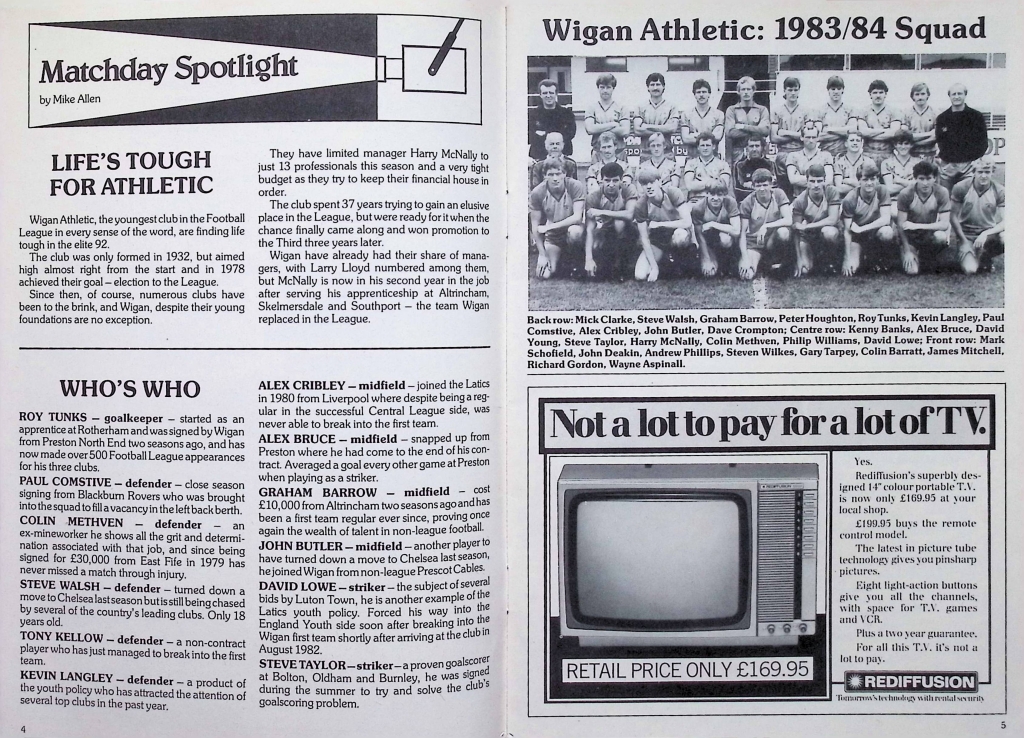 Matchday Spotlight
by Mike Allen
LIFE'S TOUGH
FOR ATHLETIC
Wigan Athletic, the youngest club in the Football
League in every sense of the word, are finding life
tough in the elite 92.
The club was only formed in 1932, but aimed
high almost right from the start and in 1978
achieved their goal – election to the League.
Since then, of course, numerous clubs have
been to the brink, and Wigan, despite their young
foundations are no exception.
They have limited manager Harry McNally to
just 13 professionals this season and a very tight
budget as they try to keep their financial house in
order.
The club spent 37 years trying to gain an elusive
place in the League, but were ready for it when the
chance finally came along and won promotion to
the Third three years later.
Wigan have already had their share of mana-
gers, with Larry Lloyd numbered among them,
but McNally is now in his second year in the job
after serving his apprenticeship at Altrincham,
Skelmersdale and Southport – the team Wigan
replaced in the League.
WHO'S WHO
ROY TUNKS – goalkeeper – started as an
apprentice at Rotherham and was signed by Wigan
from Preston North End two seasons ago, and has
now made over 500 Football League appearances
for his three clubs.
PAUL COMSTIVE – defender – close season
signing from Blackburn Rovers who was brought
into the squad to fill a vacancy in the left back berth.
COLIN METHVEN – defender – an
ex-mineworker he shows all the grit and determi-
nation associated with that job, and since being
signed for £30,000 from East Fife in 1979 has
never missed a match through injury.
STEVE WALSH – defender – turned down a
move to Chelsea last season but is still being chased
by several of the country's leading clubs. Only 18
years old.
TONY KELLOW – defender – a non-contract
player who has just managed to break into the first
team.
KEVIN LANGLEY – defender – a product of
the youth policy who has attracted the attention of
several top clubs in the past year.
ALEX CRIBLEY – midfield – joined the Latics
in 1980 from Liverpool where despite being a reg-
ular in the successful Central League side, was
never able to break into the first team.
ALEX BRUCE – midfield – snapped up from
Preston where he had come to the end of his con-
tract. Averaged a goal every other game at Preston
when playing as a striker.
GRAHAM BARROW – midfield – cost
£10,000 from Altrincham two seasons ago and has
been a first team regular ever since, proving once
again the wealth of talent in non-league football.
JOHN BUTLER – midfield – another player to
have turned down a move to Chelsea last season,
he joined Wigan from non-league Prescot Cables.
DAVID LOWE – striker – the subject of several
bids by Luton Town, he is another example of the
Latics youth policy. Forced his way into the
England Youth side soon after breaking into the
Wigan first team shortly after arriving at the club in
August 1982.
STEVE TAYLOR – striker – a proven goalscorer
at Bolton, Oldham and Burnley, he was signed
during the summer to try and solve the club's
goalscoring problem.
4
Wigan Athletic: 1983/84 Squad
Back row: Mick Clarke, Steve Walsh, Graham Barrow, Peter Houghton, Roy Tunks, Kevin Langley, Paul
Comstive, Alex Cribley, John Butler, Dave Crompton; Centre row: Kenny Banks, Alex Bruce, David
Young, Steve Taylor, Harry McNally, Colin Methven, Philip Williams, David Lowe; Front row: Mark
Schofield, John Deakin, Andrew Phillips, Steven Wilkes, Gary Tarpey, Colin Barratt, James Mitchell,
Richard Gordon, Wayne Aspinall.
Not a lot to pay for a lot of T.V.
REDIFFUSION
RETAIL PRICE ONLY £169.95
Yes.
Rediffusion's superbly des-
igned 14" colour portable T.V.
is now only £169.95 at your
local shop.
£199.95 buys the remote
control model.
The latest in picture tube
technology gives you pinsharp
pictures.
Eight light-action buttons
give you all the channels,
with space for T.V. games
and VCR.
Plus a two year guarantee.
For all this T.V. it's not a
lot to pay.
REDIFFUSION
Tomorrow's technology with rental security
5